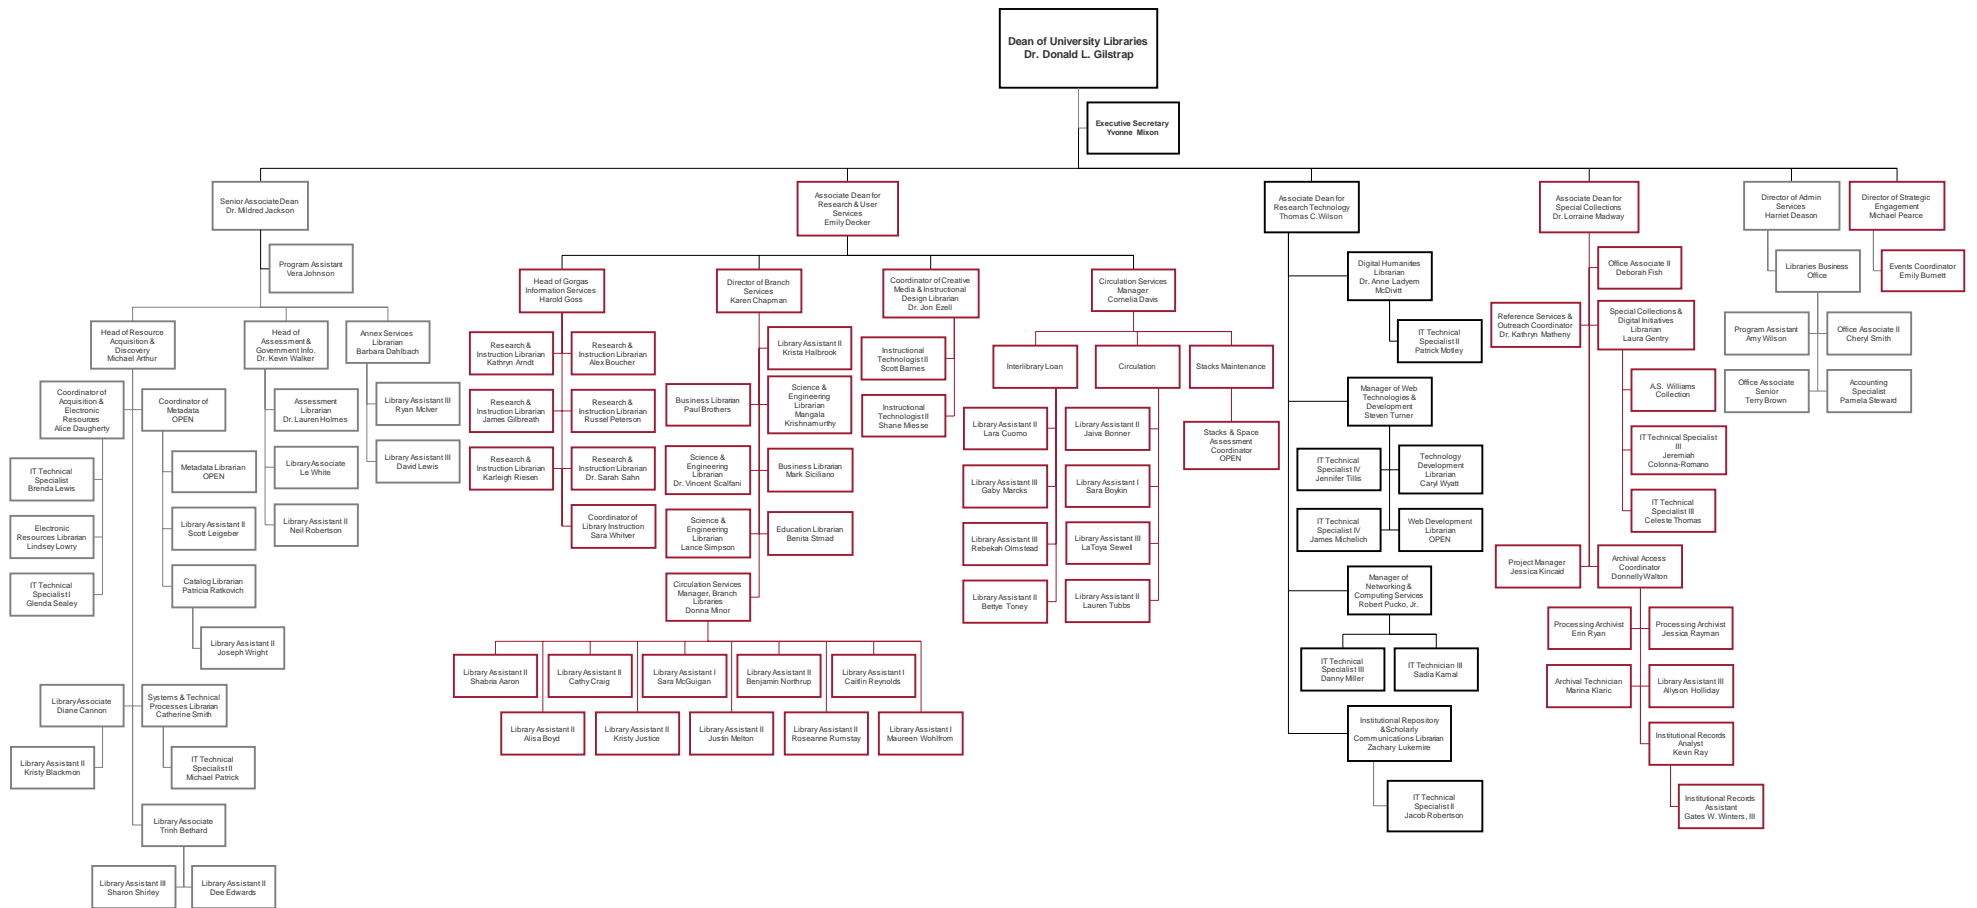 Dean of University Libraries
Dr. Donald L. Gilstrap
Executive Secretary
Yvonne Mixon
Senior Associate Dean
Dr. Mildred Jackson
Program Assistant
Vera Johnson
Head of Resource
Acquisition &
Discovery
Michael Arthur
Coordinator of
Acquisition &
Electronic
Resources
Alice Daugherty
IT Technical
Specialist
Brenda Lewis
Electronic
Resources Librarian
Lindsey Lowry
IT Technical
Specialist I
Glenda Sealey
Coordinator of
Metadata
OPEN
Metadata Librarian
OPEN
Library Assistant II
Scott Leigeber
Catalog Librarian
Patricia Ratkovich
Library Assistant II
Joseph Wright
Library Associate
Diane Cannon
Library Assistant II
Kristy Blackmon
Systems & Technical
Processes Librarian
Catherine Smith
IT Technical
Specialist II
Michael Patrick
Library Associate
Trinh Bethard
Library Assistant III
Sharon Shirley
Library Assistant II
Dee Edwards
Head of
Assessment &
Government Info.
Dr. Kevin Walker
Assessment
Librarian
Dr. Lauren Holmes
Library Associate
Le White
Library Assistant II
Neil Robertson
Annex Services
Librarian
Barbara Dahlbach
Library Assistant III
Ryan McIver
Library Assistant III
David Lewis
Associate Dean for
Research & User
Services
Emily Decker
Head of Gorgas
Information Services
Harold Goss
Research &
Instruction Librarian
Kathryn Arndt
Research &
Instruction Librarian
Alex Boucher
Research &
Instruction Librarian
James Gilbreath
Research &
Instruction Librarian
Russel Peterson
Research &
Instruction Librarian
Karleigh Riesen
Research &
Instruction Librarian
Dr. Sarah Sahn
Coordinator of
Library Instruction
Sara Whitver
Director of Branch
Services
Karen Chapman
Library Assistant II
Krista Halbrook
Business Librarian
Paul Brothers
Science &
Engineering
Librarian
Mangala
Krishnamurthy
Science &
Engineering
Librarian
Dr. Vincent Scalfani
Business Librarian
Mark Siciliano
Science &
Engineering
Librarian
Lance Simpson
Education Librarian
Benita Strnad
Circulation Services
Manager, Branch
Libraries
Donna Minor
Library Assistant II
Shabria Aaron
Library Assistant II
Cathy Craig
Library Assistant I
Sara McGuigan
Library Assistant II
Benjamin Northrup
Library Assistant I
Caitlin Reynolds
Library Assistant II
Alisa Boyd
Library Assistant II
Kristy Justice
Library Assistant II
Justin Melton
Library Assistant II
Roseanne Rumstay
Library Assistant I
Maureen Wohlfrom
Coordinator of Creative
Media & Instructional
Design Librarian
Dr. Jon Ezell
Instructional
Technologist II
Scott Barnes
Instructional
Technologist II
Shane Miesse
Circulation Services
Manager
Cornelia Davis
Interlibrary Loan
Library Assistant II
Lara Cuomo
Library Assistant III
Gaby Marcks
Library Assistant III
Rebekah Olmstead
Library Assistant II
Bettye Toney
Circulation
Library Assistant II
Jaiva Bonner
Library Assistant I
Sara Boykin
Library Assistant III
LaToya Sewell
Library Assistant II
Lauren Tubbs
Stacks Maintenance
Stacks & Space
Assessment
Coordinator
OPEN
Associate Dean for
Research Technology
Thomas C. Wilson
Digital Humanities
Librarian
Dr. Anne Ladyem
McDivitt
IT Technical
Specialist II
Patrick Motley
Manager of Web
Technologies &
Development
Steven Turner
IT Technical
Specialist IV
Jennifer Tillis
Technology
Development
Librarian
Caryl Wyatt
IT Technical
Specialist IV
James Michelich
Web Development
Librarian
OPEN
Manager of
Networking &
Computing Services
Robert Pucko, Jr.
IT Technical
Specialist III
Danny Miller
IT Technician III
Sadia Kamal
Institutional Repository
&Scholarly
Communications Librarian
Zachary Lukemire
IT Technical
Specialist II
Jacob Robertson
Associate Dean for
Special Collections
Dr. Lorraine Madway
Office Associate II
Deborah Fish
Reference Services &
Outreach Coordinator
Dr. Kathryn Matheny
Special Collections &
Digital Initiatives
Librarian
Laura Gentry
A.S. Williams
Collection
IT Technical Specialist
III
Jeremiah
Colonna-Romano
IT Technical
Specialist III
Celeste Thomas
Project Manager
Jessica Kincaid
Archival Access
Coordinator
Donnelly Walton
Processing Archivist
Erin Ryan
Processing Archivist
Jessica Rayman
Archival Technician
Marina Klaric
Library Assistant III
Allyson Holliday
Institutional Records
Analyst
Kevin Ray
Institutional Records
Assistant
Gates W. Winters, III
Director of Admin
Services
Harriet Deason
Libraries Business
Office
Program Assistant
Amy Wilson
Office Associate II
Cheryl Smith
Office Associate
Senior
Terry Brown
Accounting
Specialist
Pamela Steward
Director of Strategic
Engagement
Michael Pearce
Events Coordinator
Emily Burnett